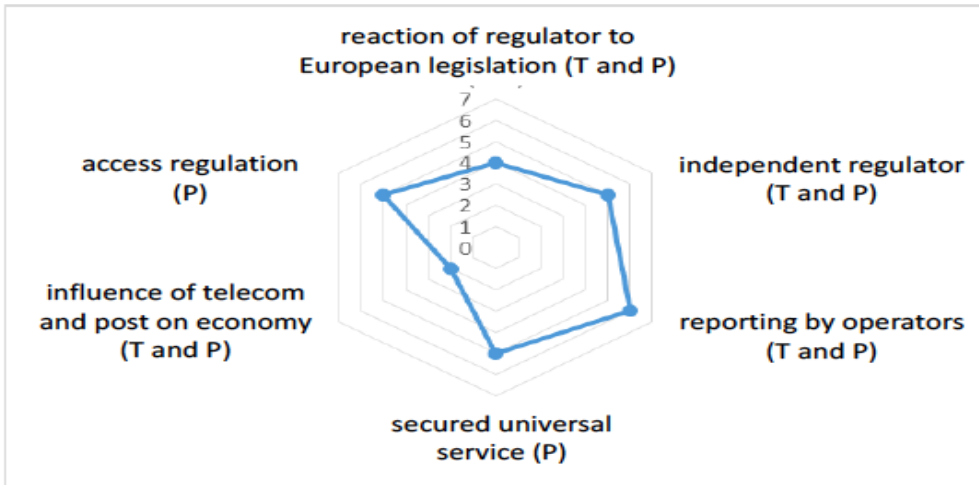 reaction of regulator to
European legislation (T and P)
7
6
5
4
3
2
1
0
independent regulator
(T and P)
reporting by operators
(T and P)
secured universal
service (P)
influence of telecom
and post on economy
(T and P)
access regulation
(P)